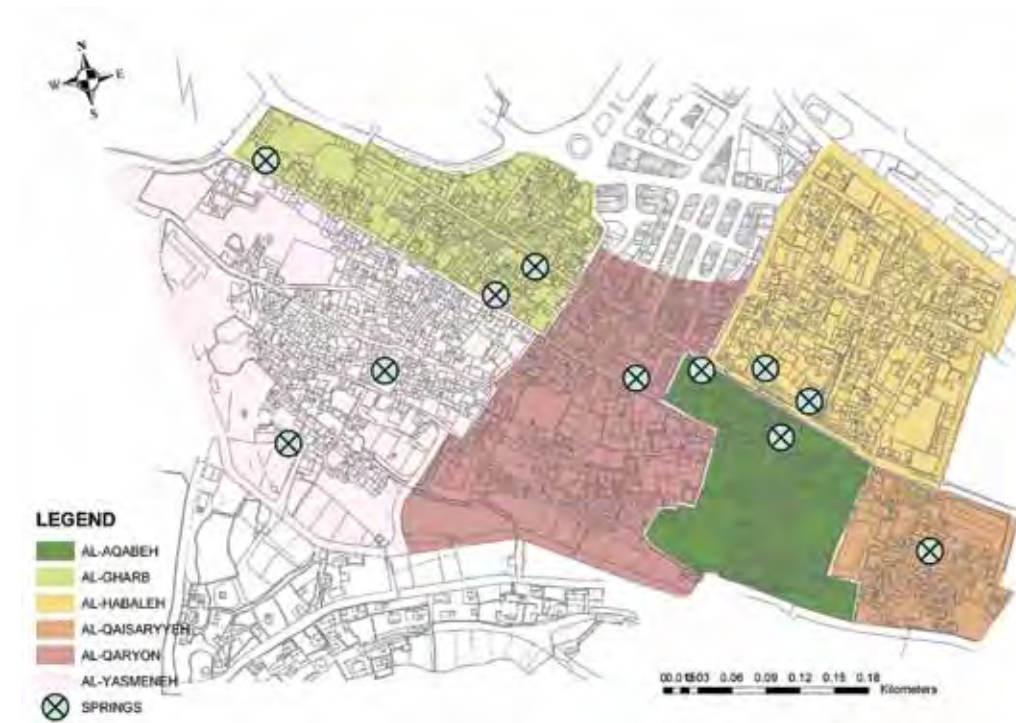 N
W E
S
LEGEND
AL-AQABEH
AL-GHARB
AL-HABALEH
AL-QAISARYYEH
AL-QARYON
AL-YASMENEH
SPRINGS
0.06 0.09 0.12 0.15 0.18
Kilometers